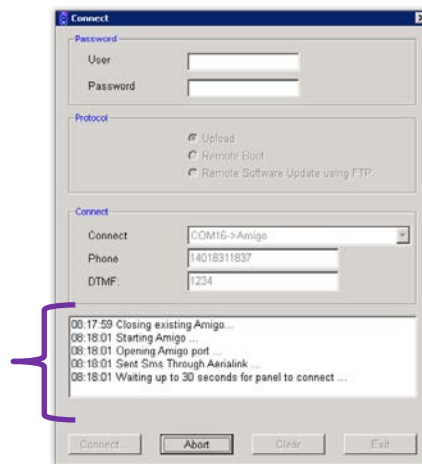 Connect
Password
User
Password
Protocol
Upload
Remote Boot
Remote Software Update using FTP
Connect
Connect COM16->Amigo
Phone 14018311837
DTMF: 1234
08:17:59 Closing existing Amigo...
08:18:01 Starting Amigo ...
08:18:01 Opening Amigo port ...
08:18:01 Sent Sms Through Aerialink ...
08:18:01 Waiting up to 30 seconds for panel to connect ...
Connect... Abort Clear Exit